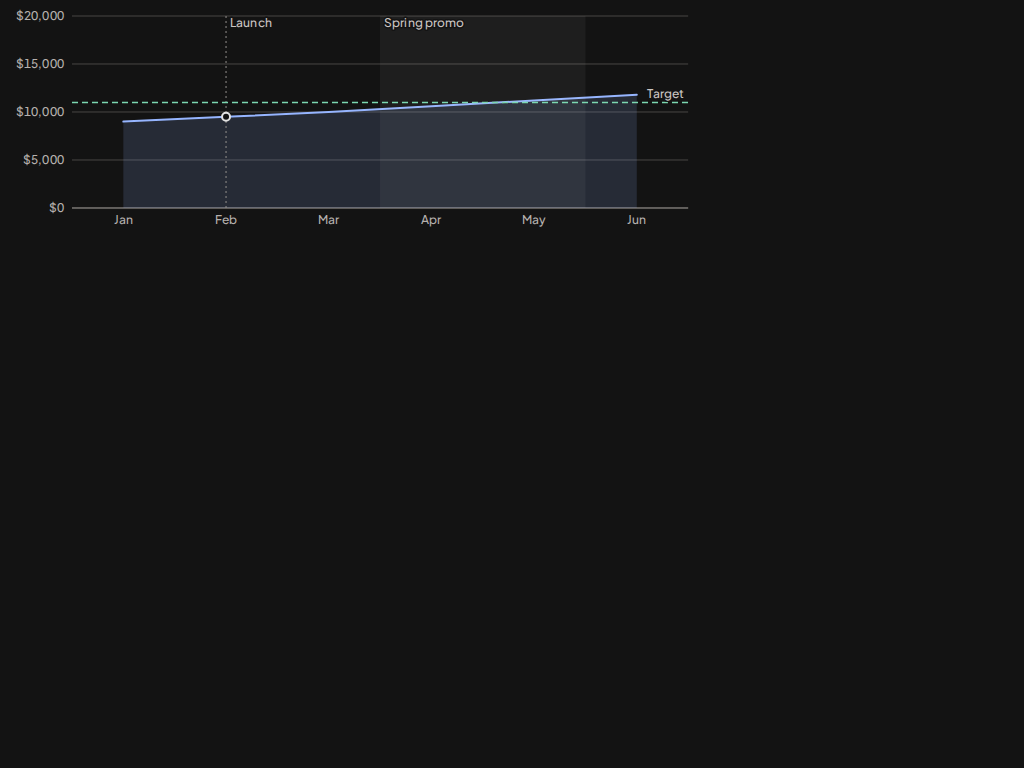 $20,000
Launch
Spring promo
$15,000
Target
$10,000
$5,000
$0
Jan Feb Mar Apr May Jun